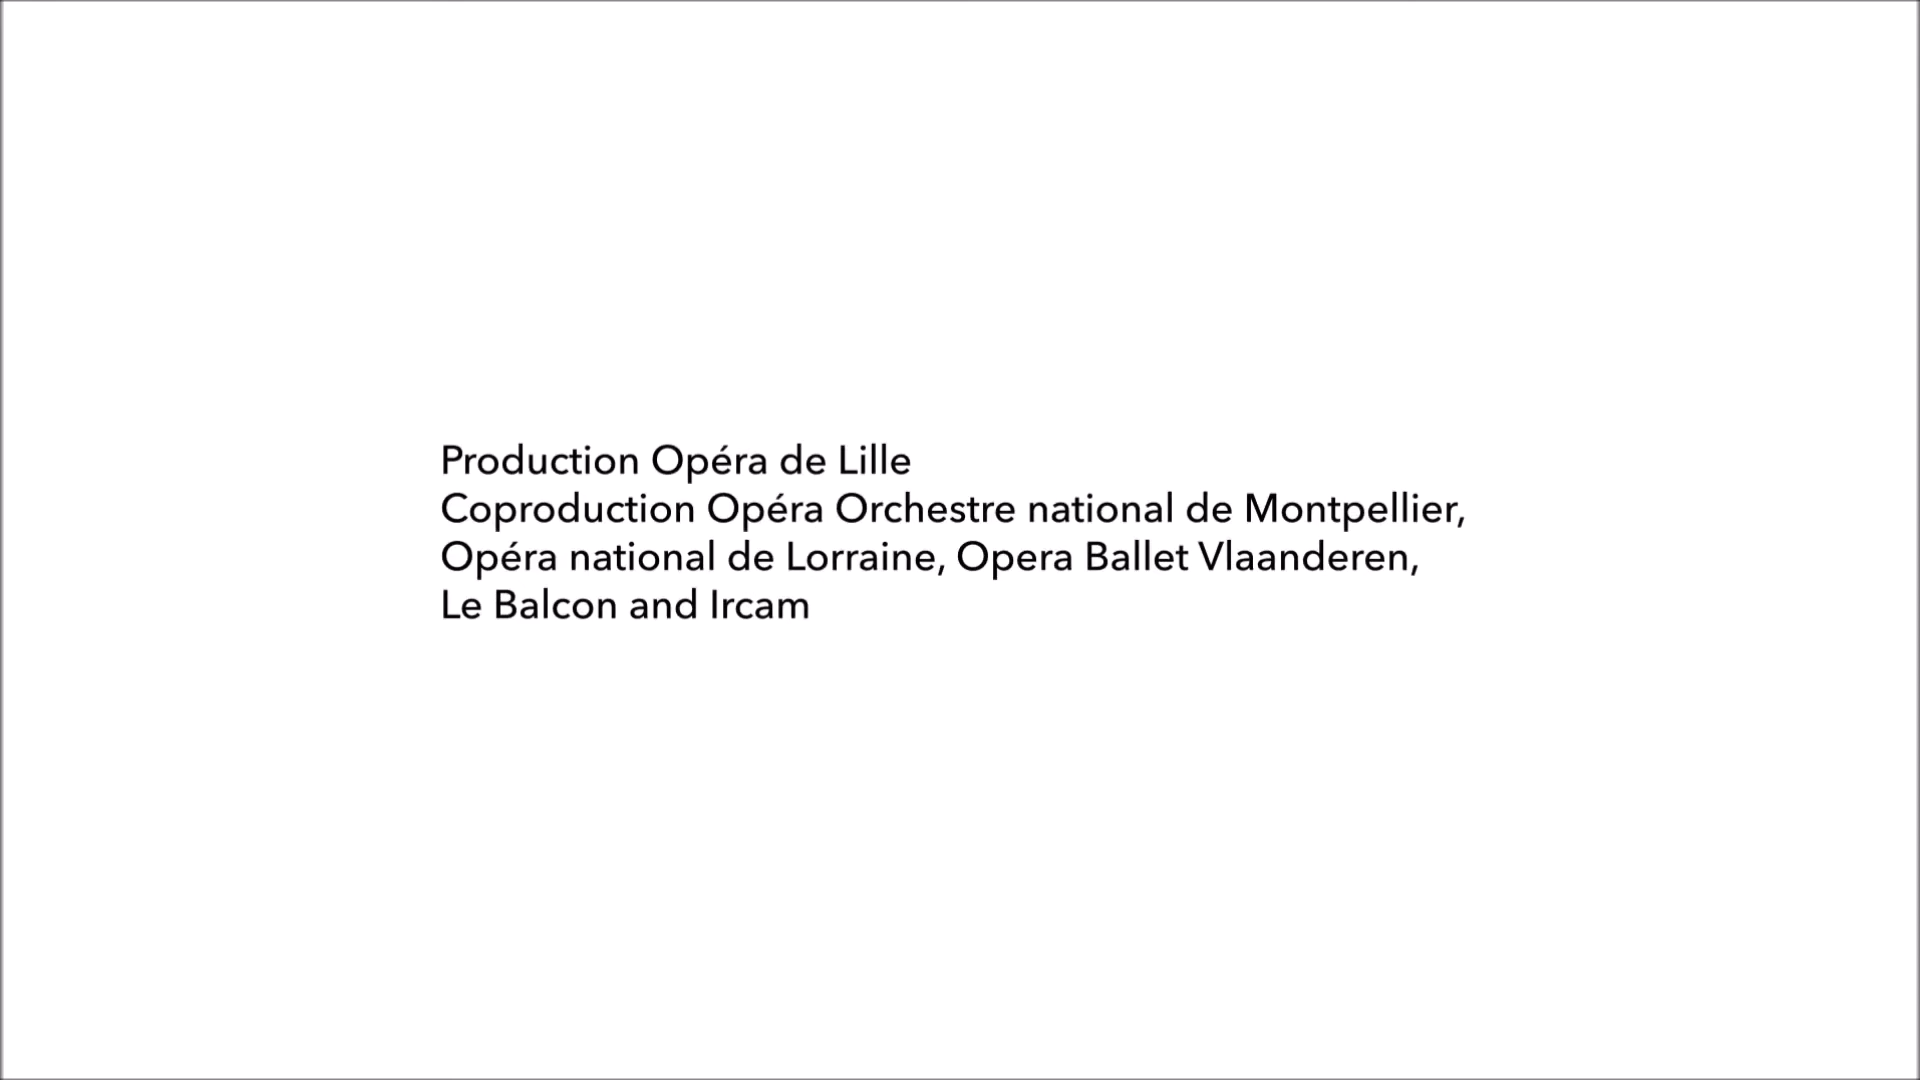 Production Opéra de Lille
Coproduction Opéra Orchestre national de Montpellier,
Opéra national de Lorraine, Opera Ballet Vlaanderen,
Le Balcon and Ircam